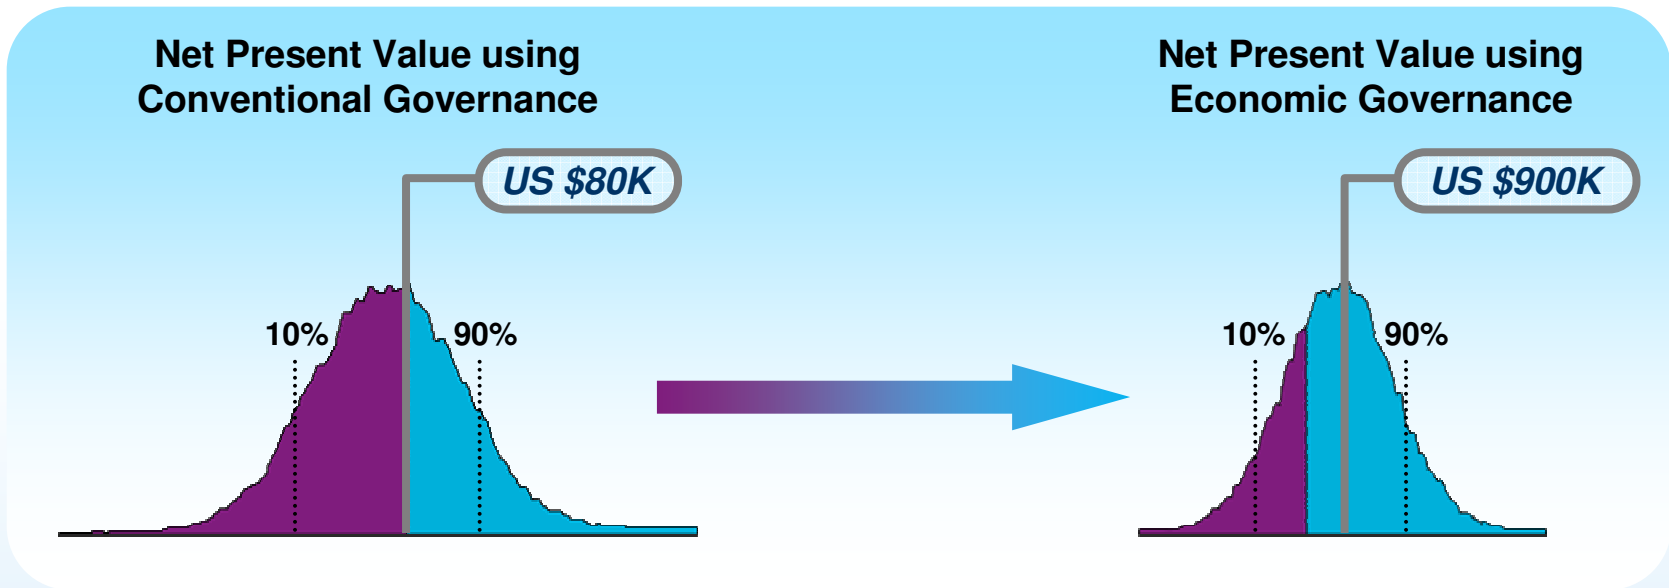 Net Present Value using
Conventional Governance
US $80K
10%
90%
Net Present Value using
Economic Governance
US $900K
10%
90%